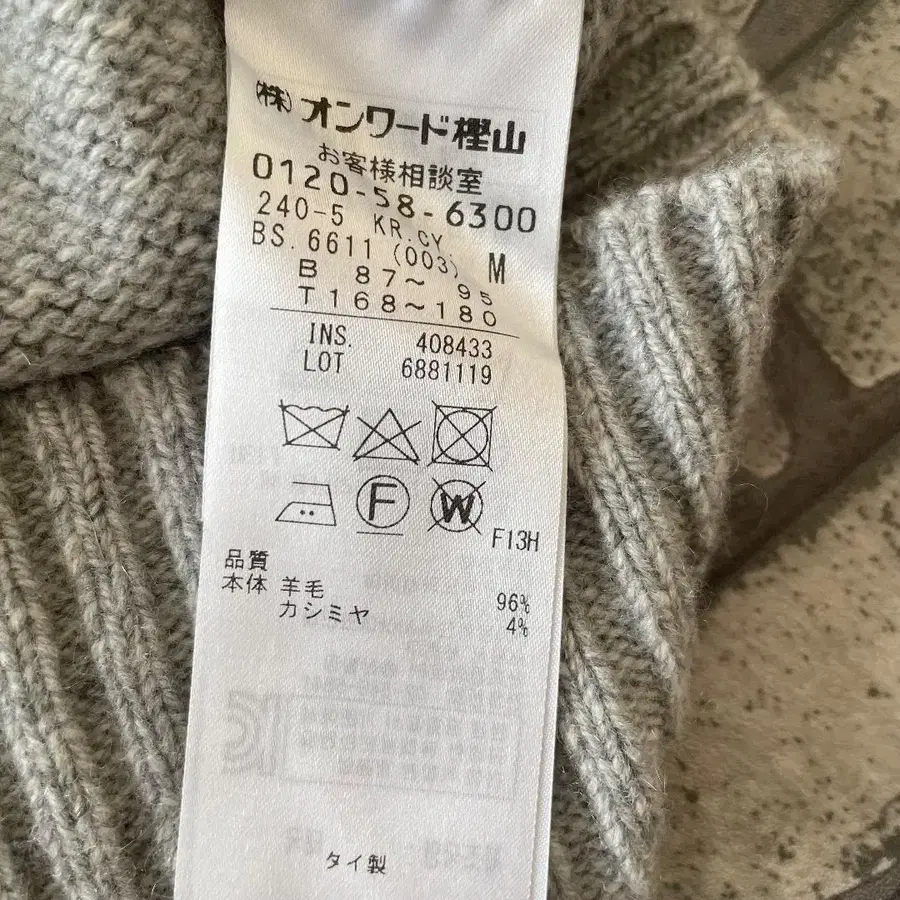 (株)オンワード樫山
お客様相談室
0120-58-6300
240-5 KR.CY
BS.6611 (003) M
B 87〜 95
T168〜180
INS. 408433
LOT 6881119
F
W
F13H
品質
本体 羊毛 96%
カシミヤ 4%
タイ製